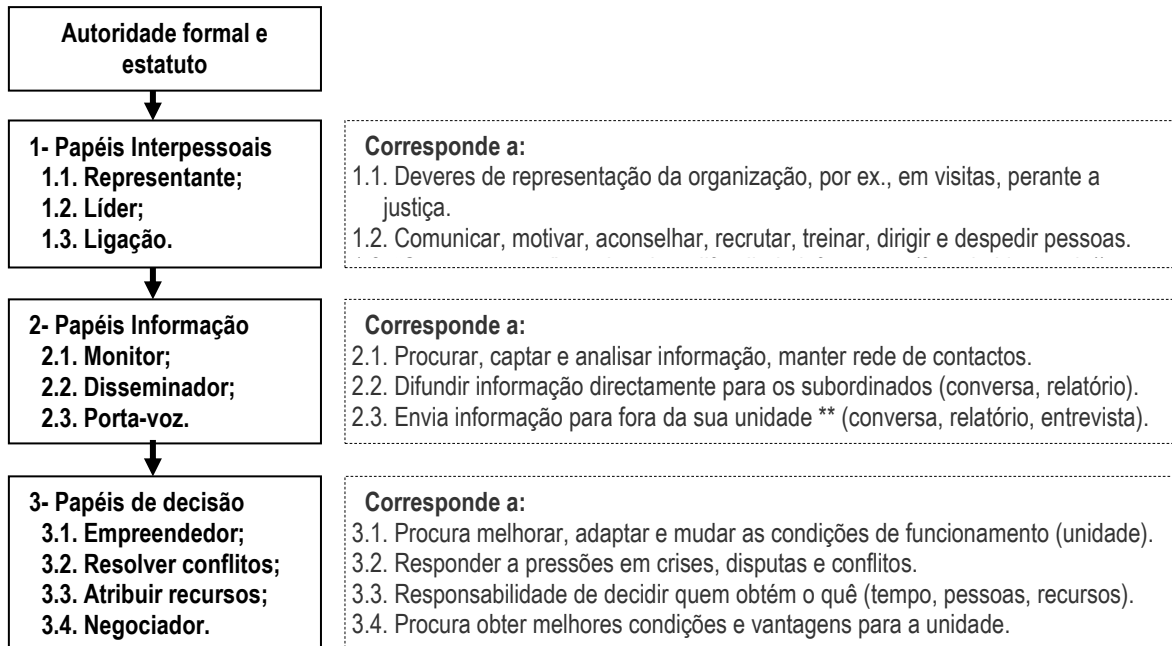 Autoridade formal e
estatuto
1- Papéis Interpessoais
1.1. Representante;
1.2. Líder;
1.3. Ligação.
Corresponde a:
1.1. Deveres de representação da organização, por ex., em visitas, perante a
justiça.
1.2. Comunicar, motivar, aconselhar, recrutar, treinar, dirigir e despedir pessoas.
2- Papéis Informação
2.1. Monitor;
2.2. Disseminador;
2.3. Porta-voz.
Corresponde a:
2.1. Procurar, captar e analisar informação, manter rede de contactos.
2.2. Difundir informação directamente para os subordinados (conversa, relatório).
2.3. Envia informação para fora da sua unidade ** (conversa, relatório, entrevista).
3- Papéis de decisão
3.1. Empreendedor;
3.2. Resolver conflitos;
3.3. Atribuir recursos;
3.4. Negociador.
Corresponde a:
3.1. Procura melhorar, adaptar e mudar as condições de funcionamento (unidade).
3.2. Responder a pressões em crises, disputas e conflitos.
3.3. Responsabilidade de decidir quem obtém o quê (tempo, pessoas, recursos).
3.4. Procura obter melhores condições e vantagens para a unidade.